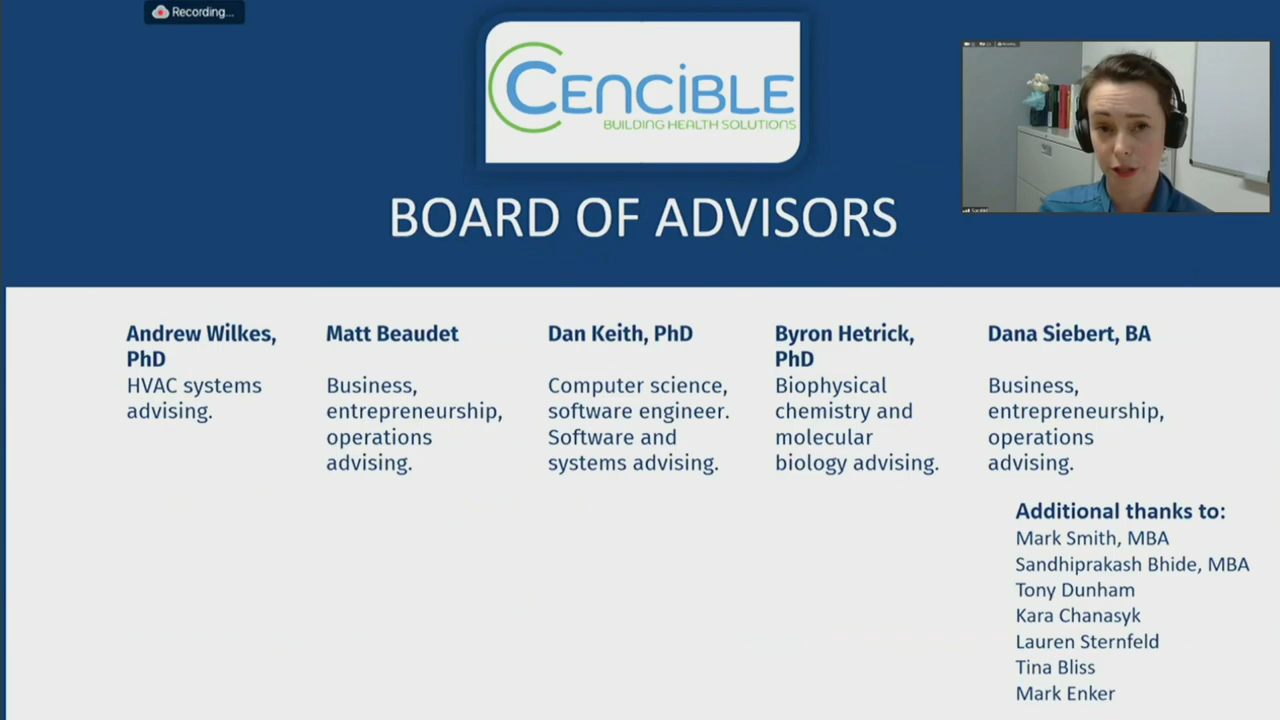 Recording...
CENCIBLE
BUILDING HEALTH SOLUTIONS
BOARD OF ADVISORS
Andrew Wilkes,
PhD
HVAC systems
advising.
Matt Beaudet
Business,
entrepreneurship,
operations
advising.
Dan Keith, PhD
Computer science,
software engineer.
Software and
systems advising.
Byron Hetrick,
PhD
Biophysical
chemistry and
molecular
biology advising.
Dana Siebert, BA
Business,
entrepreneurship,
operations
advising.
Additional thanks to:
Mark Smith, MBA
Sandhiprakash Bhide, MBA
Tony Dunham
Kara Chanasyk
Lauren Sternfeld
Tina Bliss
Mark Enker